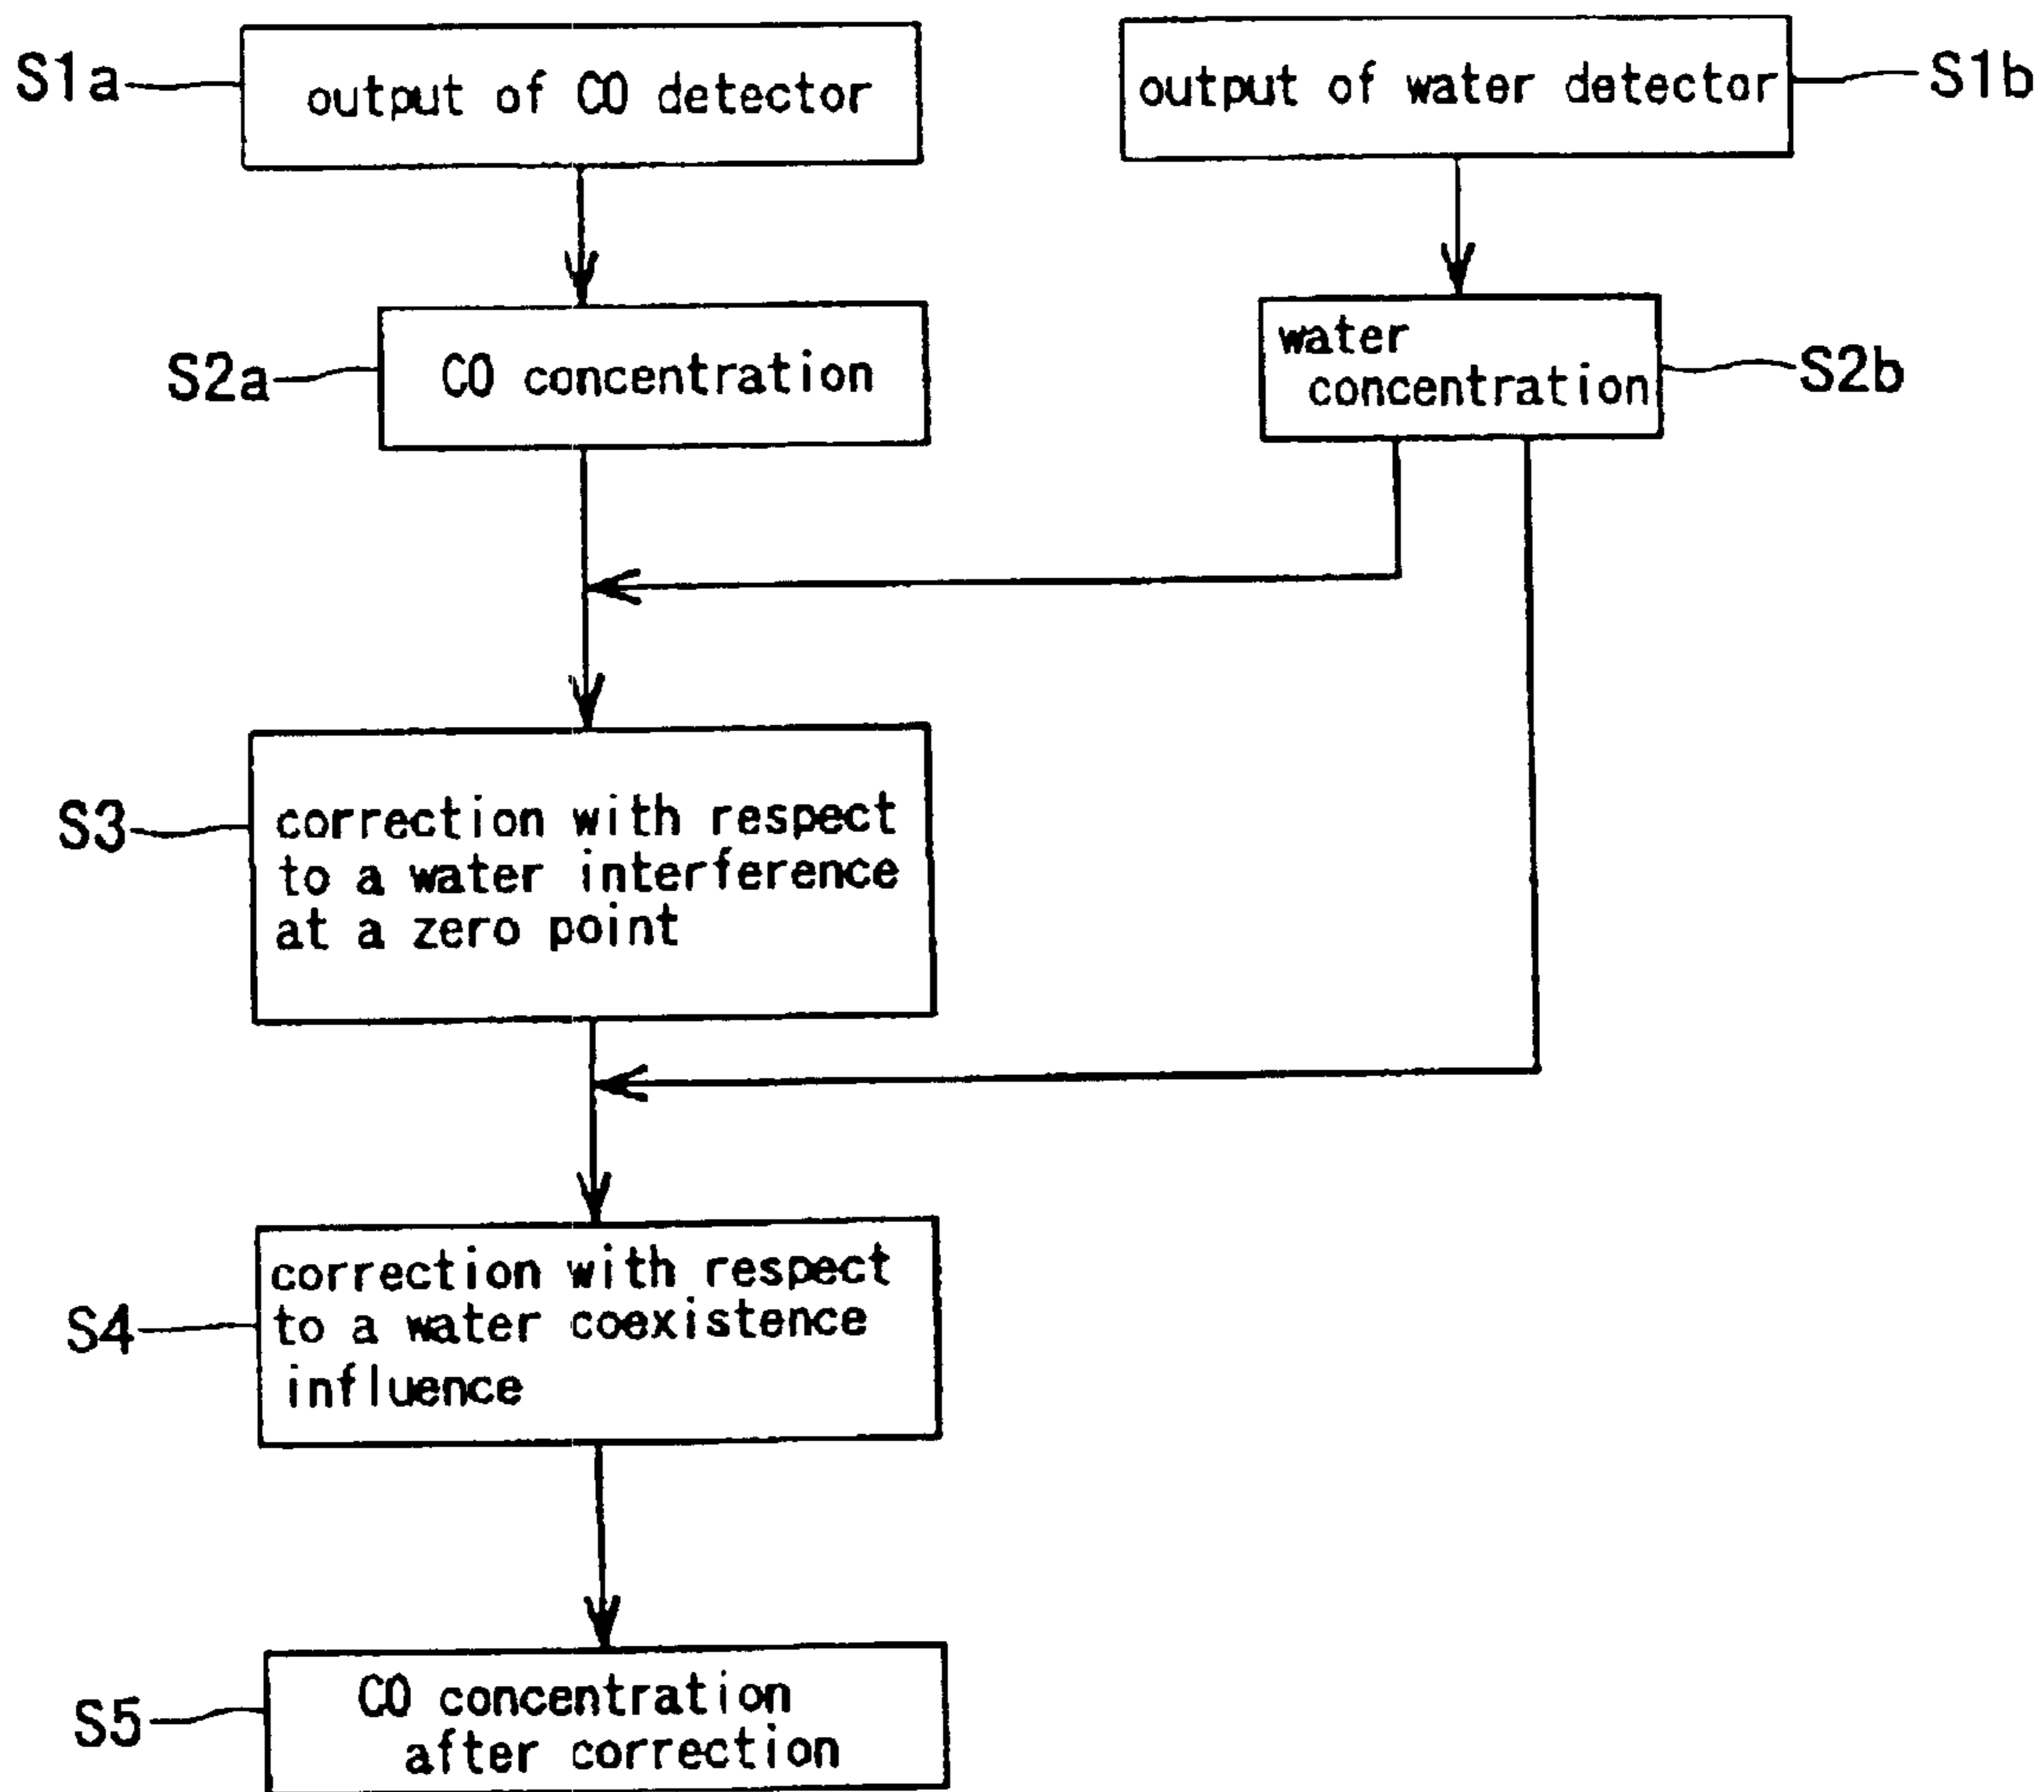 S1a
output of CO detector
output of water detector
S1b
S2a
CO concentration
water
concentration
S2b
S3
correction with respect
to a water interference
at a zero point
S4
correction with respect
to a water coexistence
influence
S5
CO concentration
after correction